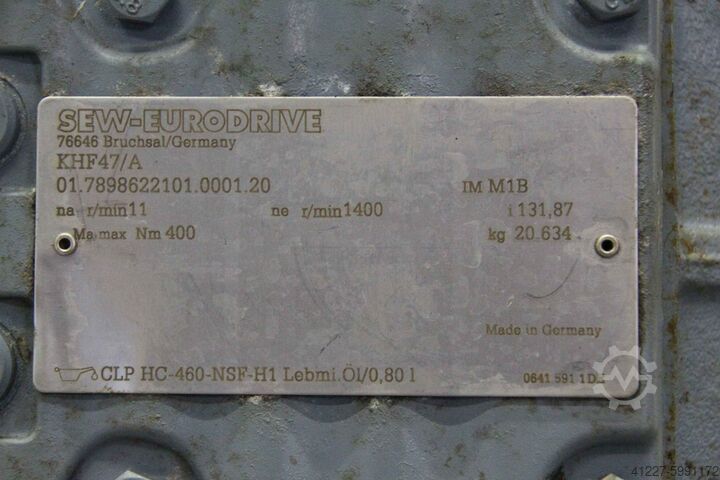 SEW-EURODRIVE
76646 Bruchsal/Germany
KHF47/A
01.7898622101.0001.20 IM M1B
na r/min11 ne r/min1400 i 131,87
Ma max Nm 400 kg 20.634
Made in Germany
CLP HC-460-NSF-H1 Lebmi.Öl/0,80 l
0641 591 1 D
41227-5991172